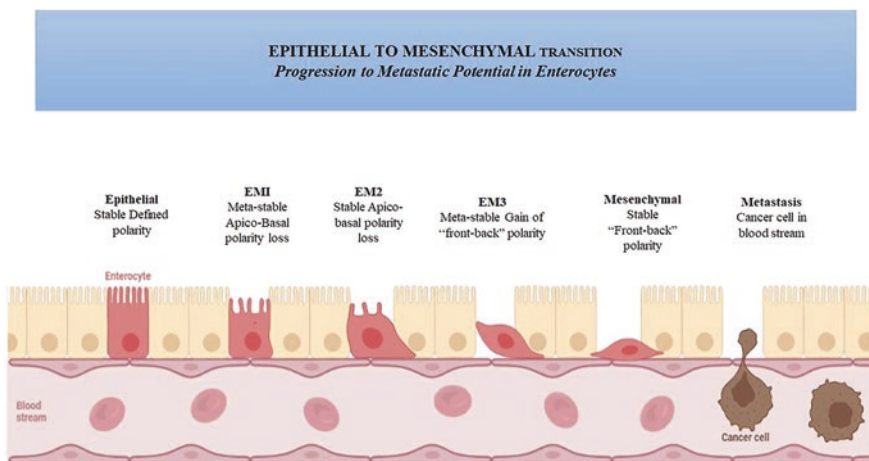 EPITHELIAL TO MESENCHYMAL TRANSITION
Progression to Metastatic Potential in Enterocytes
Epithelial
Stable Defined
polarity
EMI
Meta-stable
Apico-Basal
polarity loss
EM2
Stable Apico-
basal polarity
loss
EM3
Meta-stable Gain of
“front-back” polarity
Mesenchymal
Stable
“Front-back”
polarity
Metastasis
Cancer cell in
blood stream
Enterocyte
Blood
stream
Cancer cell